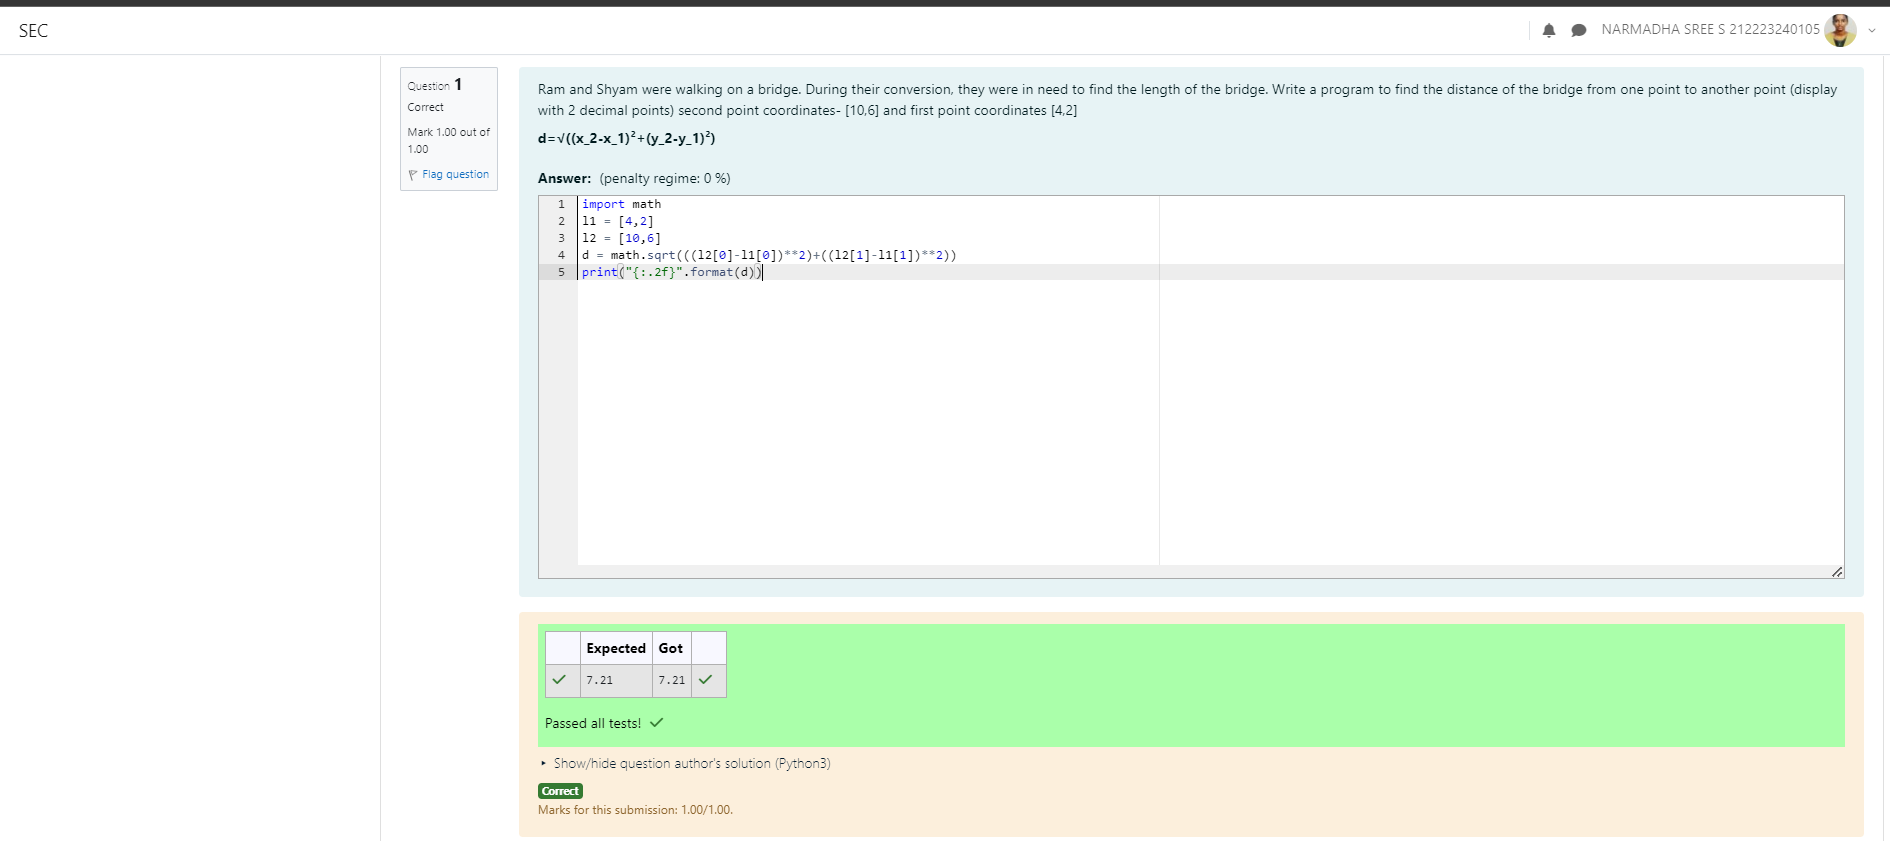 SEC
NARMADHA SREE S 212223240105
Question 1
Correct
Mark 1.00 out of
1.00
Flag question
Ram and Shyam were walking on a bridge. During their conversion, they were in need to find the length of the bridge. Write a program to find the distance of the bridge from one point to another point (display
with 2 decimal points) second point coordinates- [10,6] and first point coordinates [4,2]
d=√((x_2-x_1)²+(y_2-y_1)²)
Answer: (penalty regime: 0 %)
1 import math
2 l1 = [4,2]
3 l2 = [10,6]
4 d = math.sqrt(((l2[0]-l1[0])**2)+((l2[1]-l1[1])**2))
5 print("{:.2f}".format(d))
Expected Got
7.21 7.21
Passed all tests!
Show/hide question author's solution (Python3)
Correct
Marks for this submission: 1.00/1.00.